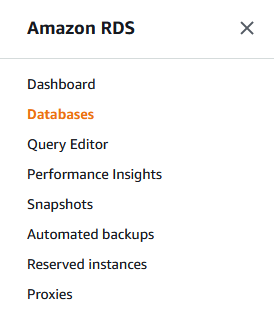 Amazon RDS
Dashboard
Databases
Query Editor
Performance Insights
Snapshots
Automated backups
Reserved instances
Proxies